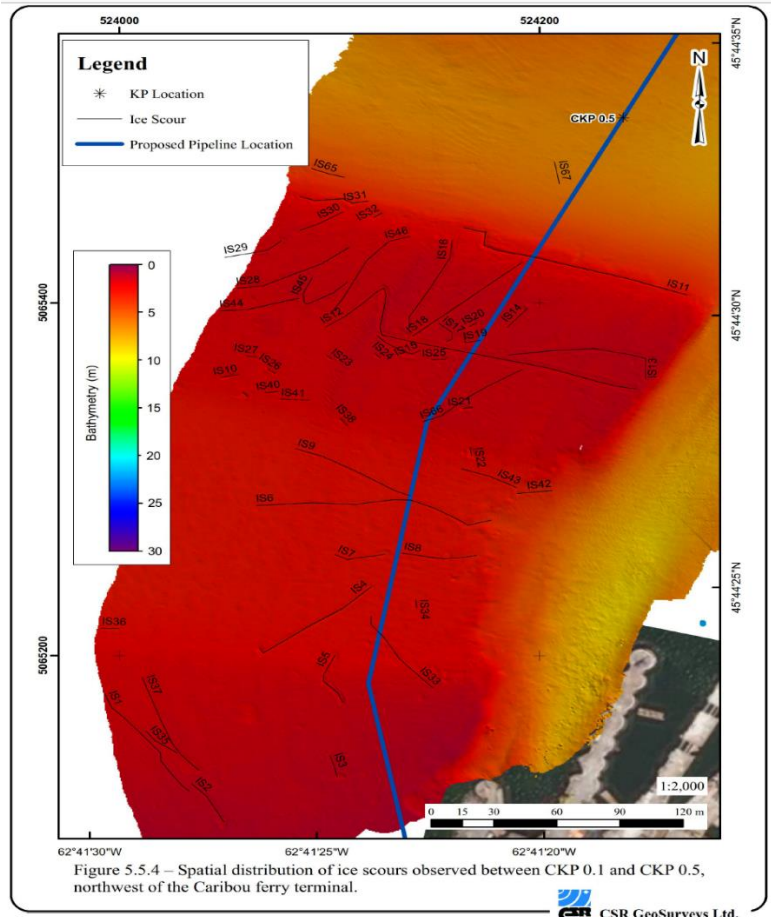 524000
524200
Legend
KP Location
Ice Scour
Proposed Pipeline Location
N
45°44'35"N
CKP 0.5
IS65
IS67
IS31
IS30
IS32
IS29
IS46
IS16
IS28
IS45
IS11
IS44
5065400
45°44'30"N
IS12
IS18
IS17
IS20
IS14
IS19
IS27
IS26
IS23
IS24
IS15
IS25
IS13
IS10
IS40
IS41
IS38
IS66
IS21
Bathymetry (m)
0
5
10
15
20
25
30
IS9
IS22
IS43
IS42
IS6
IS7
IS8
45°44'25"N
IS4
IS34
IS36
5065200
IS5
IS33
IS37
IS1
IS35
IS3
IS2
1:2,000
0 15 30 60 90 120 m
62°41'30"W
62°41'25"W
62°41'20"W
Figure 5.5.4 – Spatial distribution of ice scours observed between CKP 0.1 and CKP 0.5,
northwest of the Caribou ferry terminal.
CSR
CSR GeoSurveys Ltd.